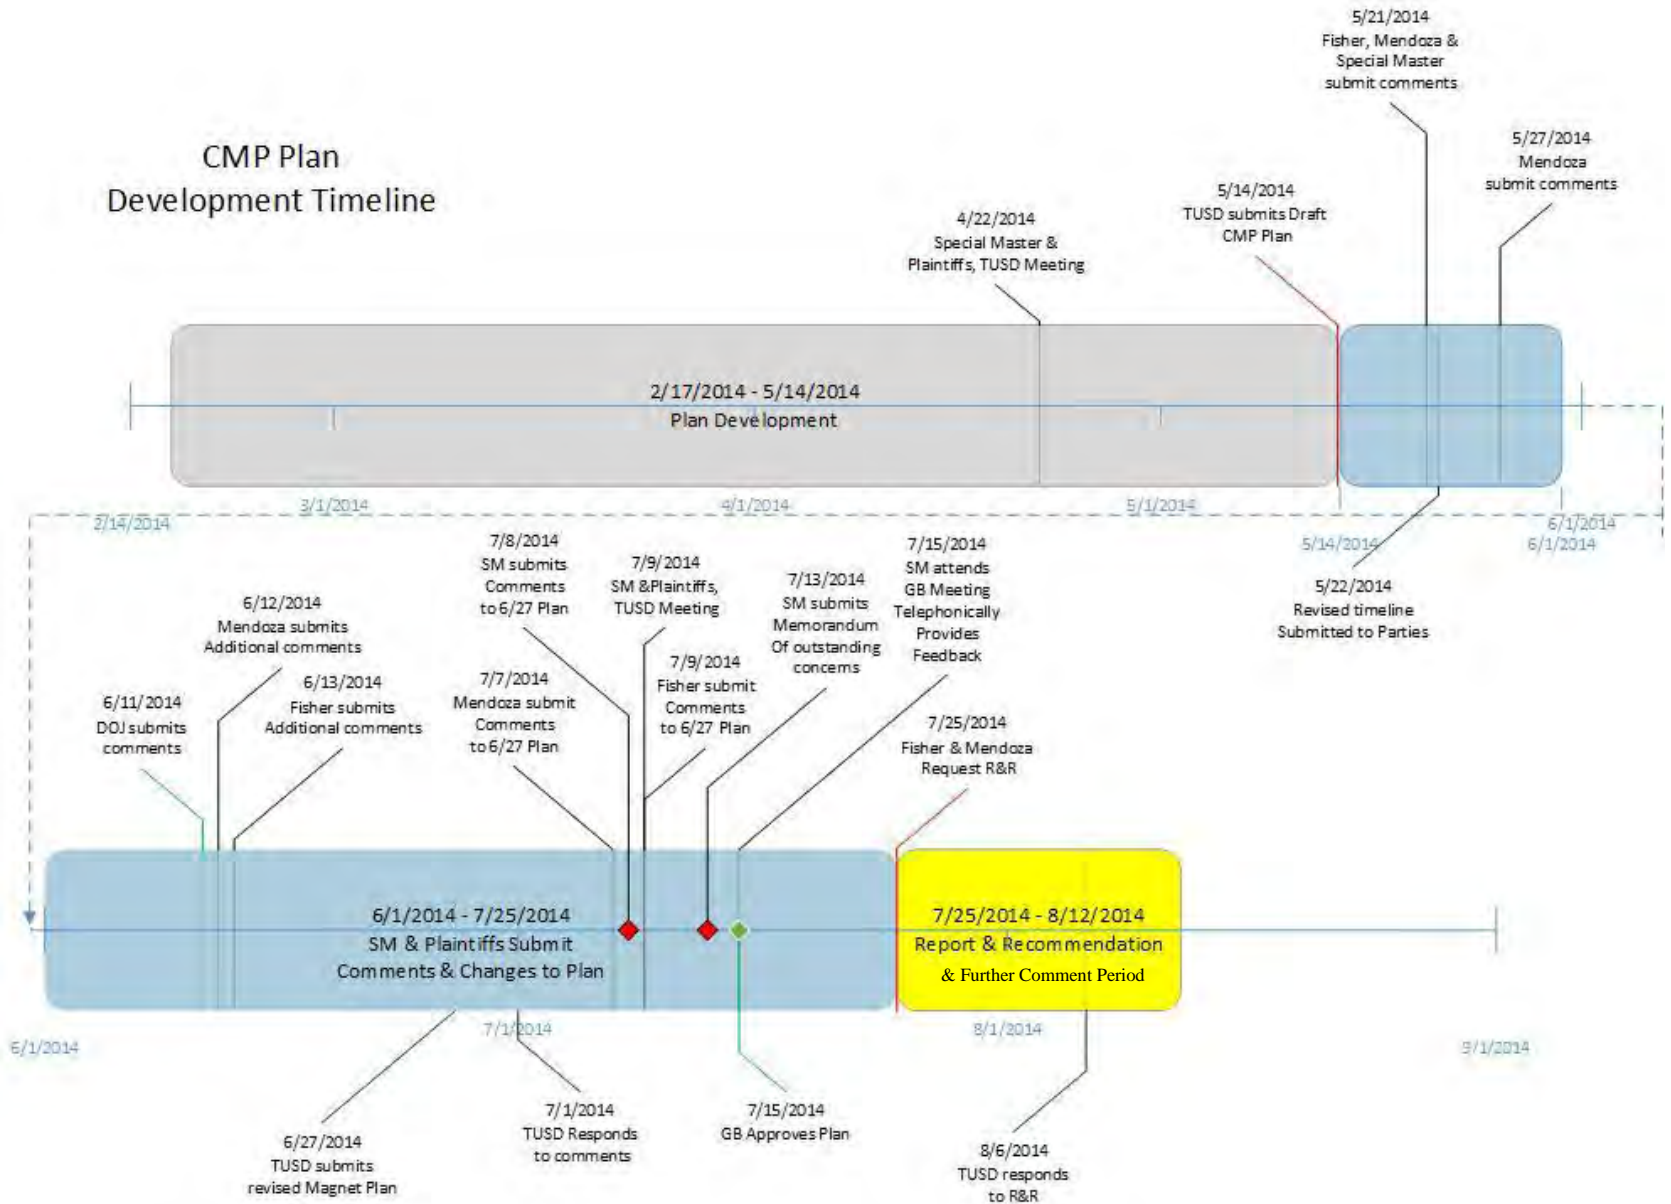 CMP Plan
Development Timeline
5/21/2014
Fisher, Mendoza &
Special Master
submit comments
5/27/2014
Mendoza
submit comments
5/14/2014
TUSD submits Draft
CMP Plan
4/22/2014
Special Master &
Plaintiffs, TUSD Meeting
2/17/2014 - 5/14/2014
Plan Development
2/14/2014
3/1/2014
4/1/2014
5/1/2014
5/14/2014
6/1/2014
6/1/2014
5/22/2014
Revised timeline
Submitted to Parties
6/11/2014
DOJ submits
comments
6/12/2014
Mendoza submits
Additional comments
6/13/2014
Fisher submits
Additional comments
7/7/2014
Mendoza submit
Comments
to 6/27 Plan
7/8/2014
SM submits
Comments
to 6/27 Plan
7/9/2014
SM &Plaintiffs,
TUSD Meeting
7/9/2014
Fisher submit
Comments
to 6/27 Plan
7/13/2014
SM submits
Memorandum
Of outstanding
concerns
7/15/2014
SM attends
GB Meeting
Telephonically
Provides
Feedback
7/25/2014
Fisher & Mendoza
Request R&R
6/1/2014 - 7/25/2014
SM & Plaintiffs Submit
Comments & Changes to Plan
7/25/2014 - 8/12/2014
Report & Recommendation
& Further Comment Period
6/1/2014
7/1/2014
8/1/2014
9/1/2014
6/27/2014
TUSD submits
revised Magnet Plan
7/1/2014
TUSD Responds
to comments
7/15/2014
GB Approves Plan
8/6/2014
TUSD responds
to R&R